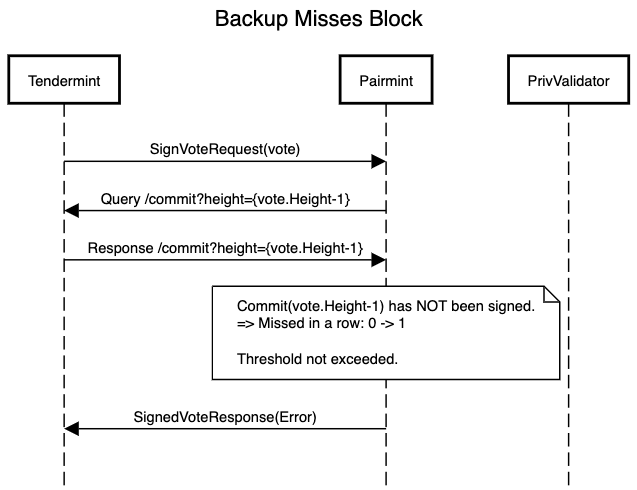 Backup Misses Block
Tendermint
Pairmint
PrivValidator
SignVoteRequest(vote)
Query /commit?height={vote.Height-1}
Response /commit?height={vote.Height-1}
Commit(vote.Height-1) has NOT been signed.
=> Missed in a row: 0 -> 1
Threshold not exceeded.
SignedVoteResponse(Error)